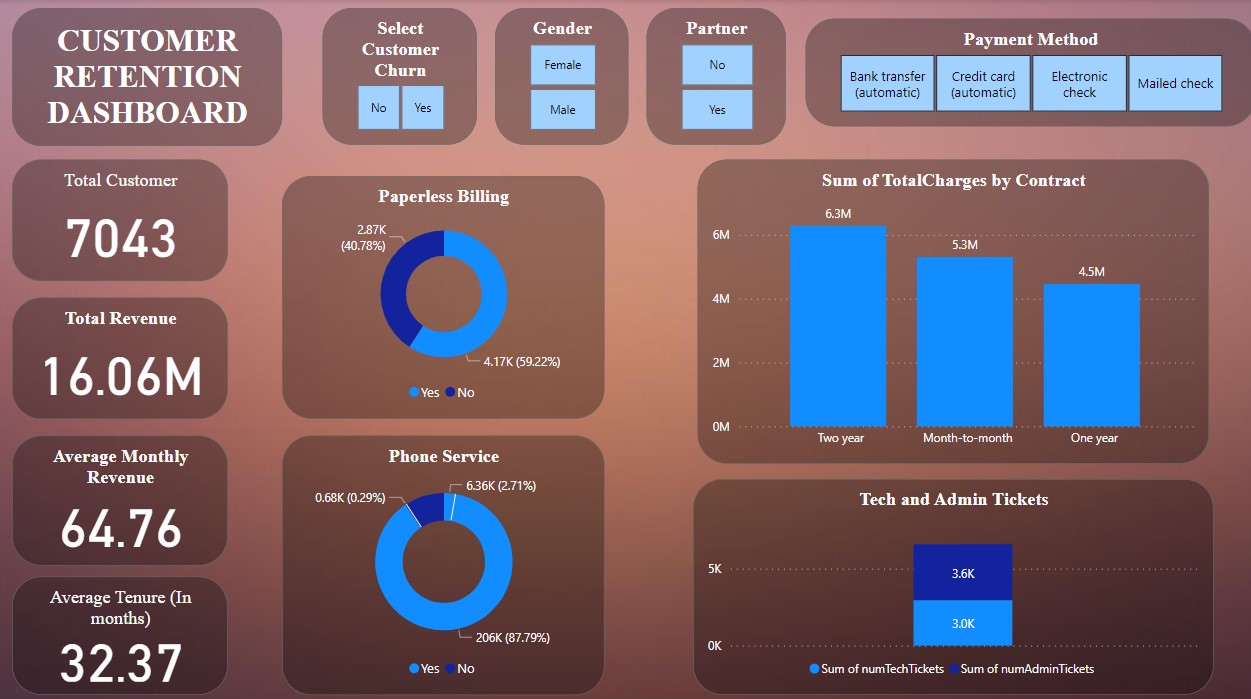 CUSTOMER
RETENTION
DASHBOARD
Select
Customer
Churn
No
Yes
Gender
Female
Male
Partner
No
Yes
Payment Method
Bank transfer
(automatic)
Credit card
(automatic)
Electronic
check
Mailed check
Total Customer
7043
Total Revenue
16.06M
Average Monthly
Revenue
64.76
Average Tenure (In
months)
32.37
Paperless Billing
2.87K
(40.78%)
4.17K (59.22%)
Yes
No
Phone Service
0.68K (0.29%)
6.36K (2.71%)
206K (87.79%)
Yes
No
Sum of TotalCharges by Contract
6M
4M
2M
0M
6.3M
5.3M
4.5M
Two year
Month-to-month
One year
Tech and Admin Tickets
5K
0K
3.6K
3.0K
Sum of numTechTickets
Sum of numAdminTickets